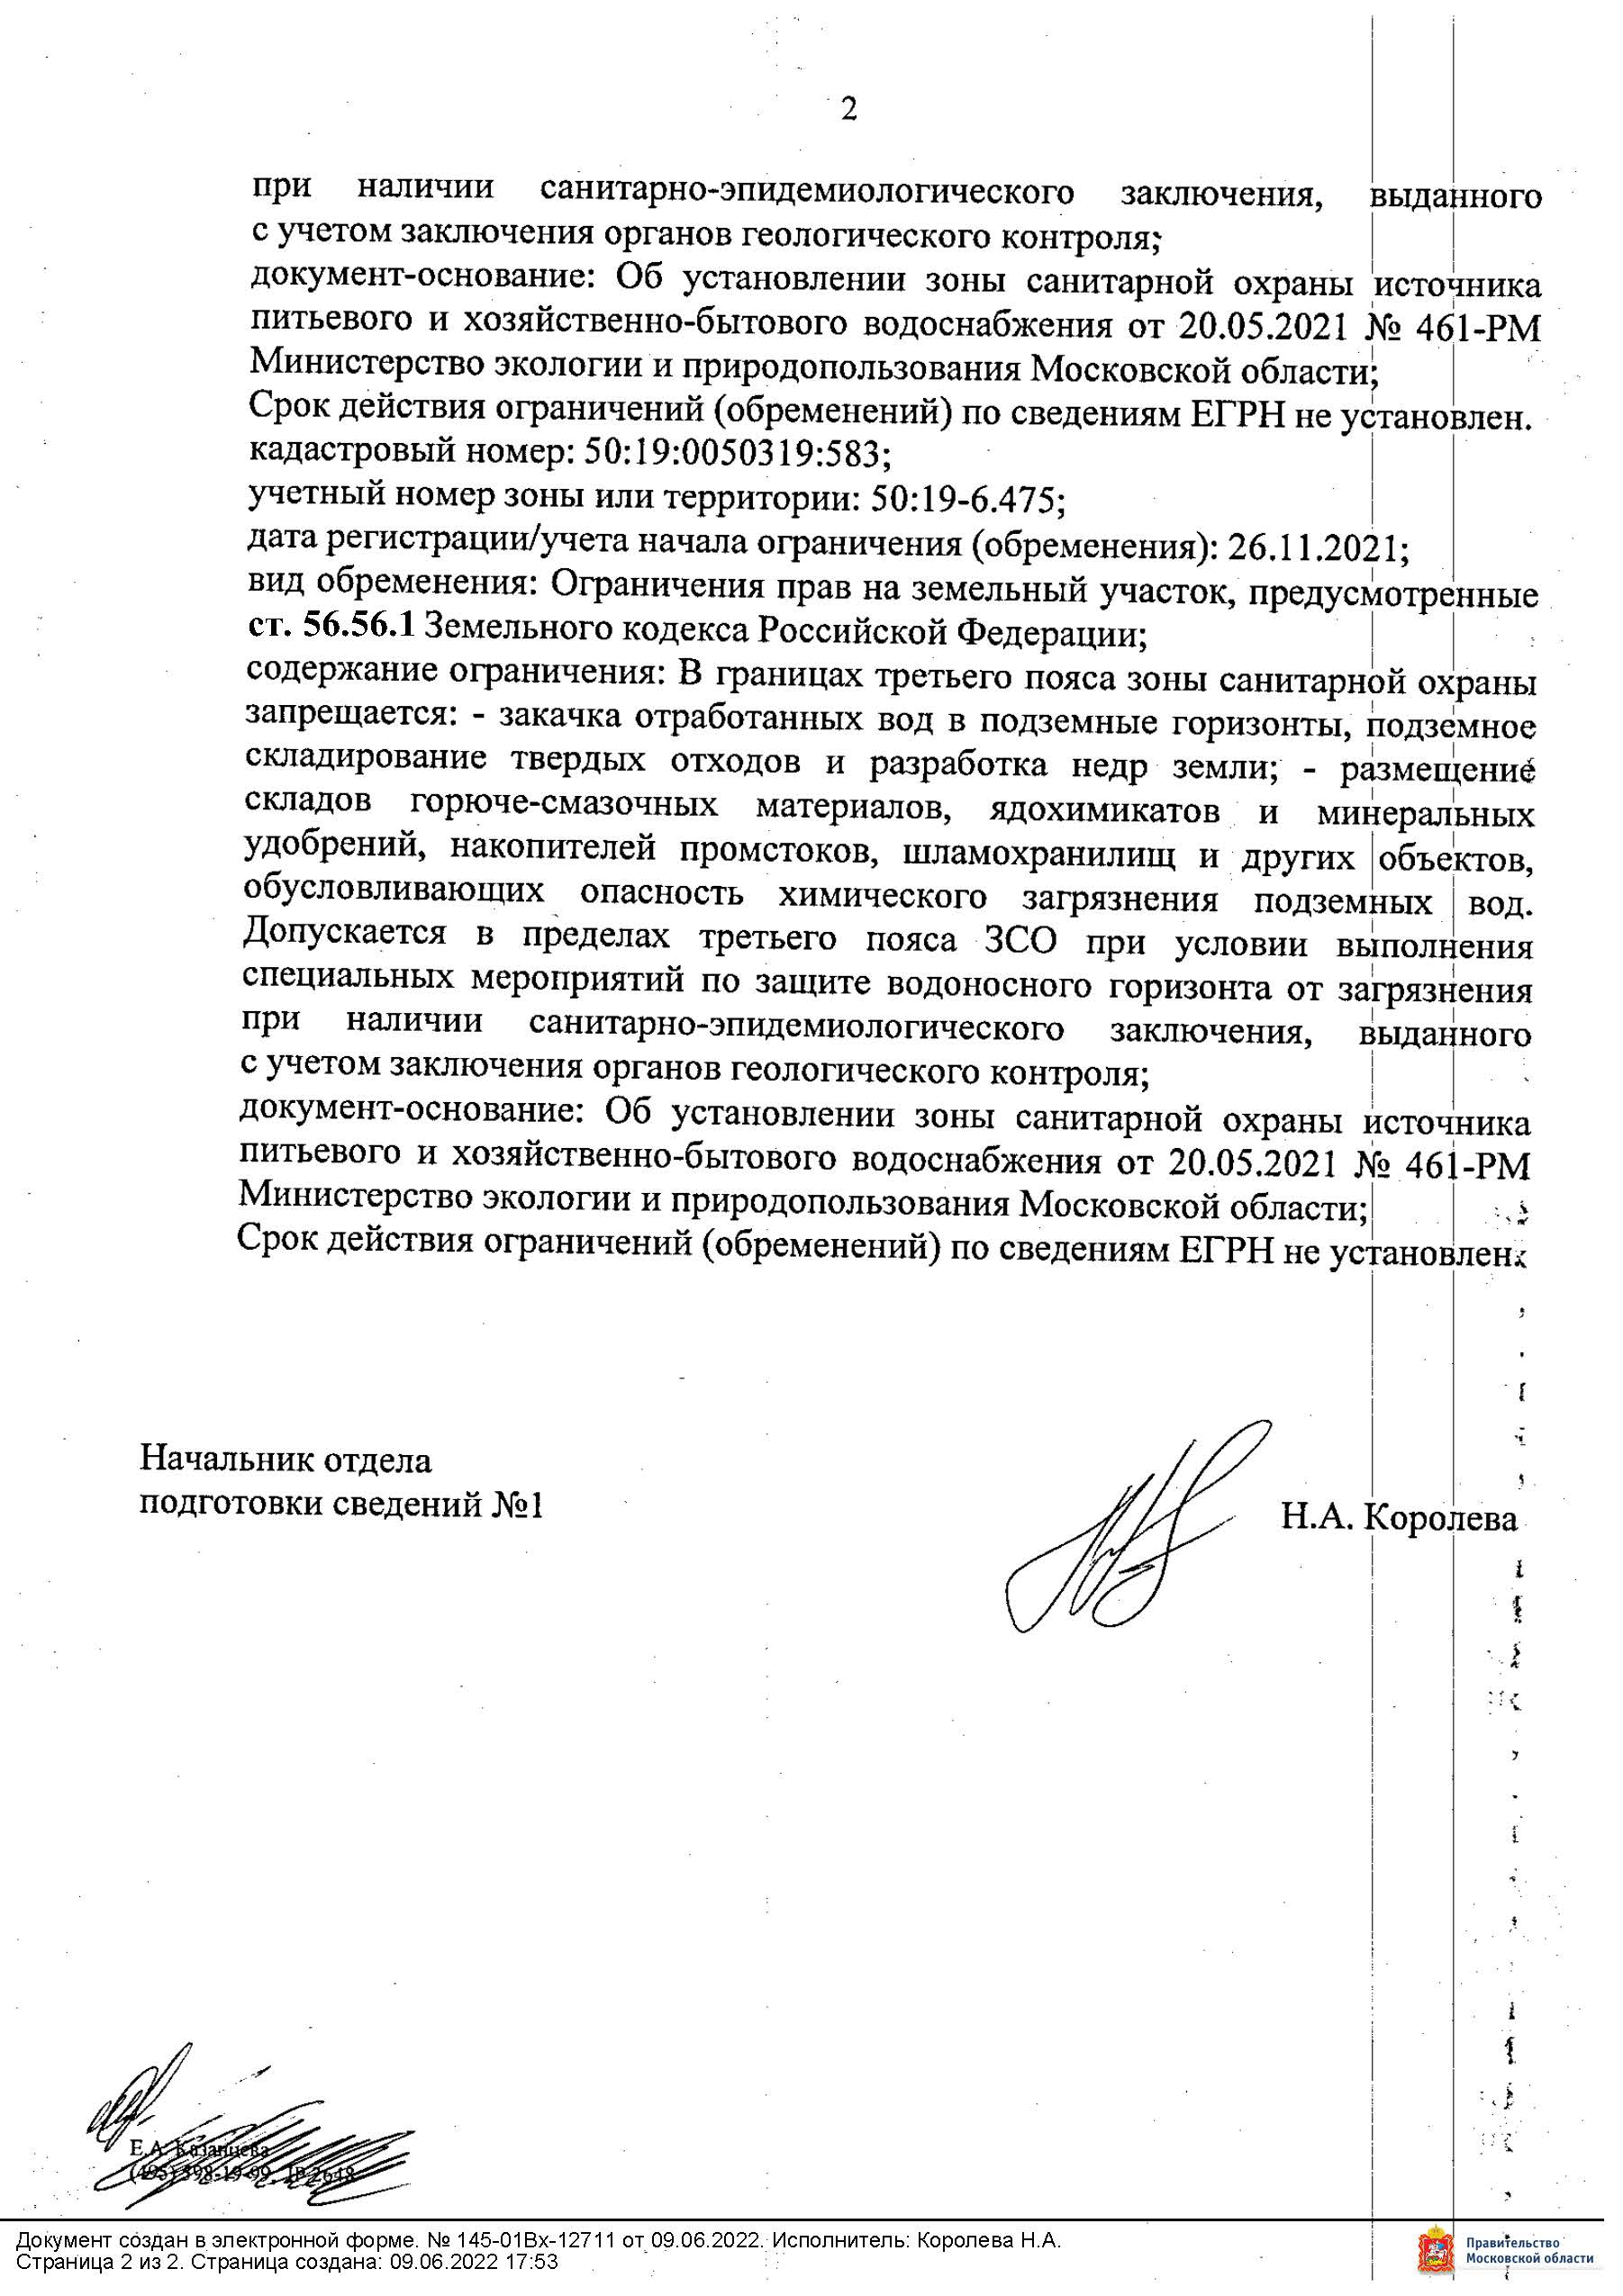 2
при наличии санитарно-эпидемиологического заключения, выданного
с учетом заключения органов геологического контроля;
документ-основание: Об установлении зоны санитарной охраны источника
питьевого и хозяйственно-бытового водоснабжения от 20.05.2021 № 461-РМ
Министерство экологии и природопользования Московской области;
Срок действия ограничений (обременений) по сведениям ЕГРН не установлен.
кадастровый номер: 50:19:0050319:583;
учетный номер зоны или территории: 50:19-6.475;
дата регистрации/учета начала ограничения (обременения): 26.11.2021;
вид обременения: Ограничения прав на земельный участок, предусмотренные
ст. 56.56.1 Земельного кодекса Российской Федерации;
содержание ограничения: В границах третьего пояса зоны санитарной охраны
запрещается: - закачка отработанных вод в подземные горизонты, подземное
складирование твердых отходов и разработка недр земли; - размещение
складов горюче-смазочных материалов, ядохимикатов и минеральных
удобрений, накопителей промстоков, шламохранилищ и других объектов,
обусловливающих опасность химического загрязнения подземных вод.
Допускается в пределах третьего пояса ЗСО при условии выполнения
специальных мероприятий по защите водоносного горизонта от загрязнения
при наличии санитарно-эпидемиологического заключения, выданного
с учетом заключения органов геологического контроля;
документ-основание: Об установлении зоны санитарной охраны источника
питьевого и хозяйственно-бытового водоснабжения от 20.05.2021 № 461-РМ
Министерство экологии и природопользования Московской области;
Срок действия ограничений (обременений) по сведениям ЕГРН не установлен.
Начальник отдела
подготовки сведений №1
Н.А. Королева
Е.А. Казанцева
Документ создан в электронной форме. № 145-01Вх-12711 от 09.06.2022. Исполнитель: Королева Н.А.
Страница 2 из 2. Страница создана: 09.06.2022 17:53
Правительство
Московской области